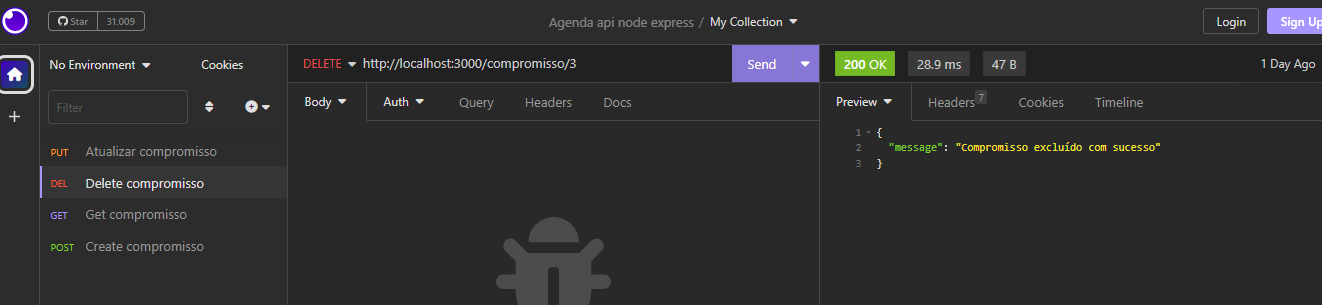 Star 31.009 Agenda api node express / My Collection Login Sign Up
No Environment Cookies DELETE http://localhost:3000/compromisso/3 Send 200 OK 28.9 ms 47 B 1 Day Ago
Filter Body Auth Query Headers Docs Preview Headers 7 Cookies Timeline
1 {
2 "message": "Compromisso excluído com sucesso"
3 }
PUT Atualizar compromisso
DEL Delete compromisso
GET Get compromisso
POST Create compromisso